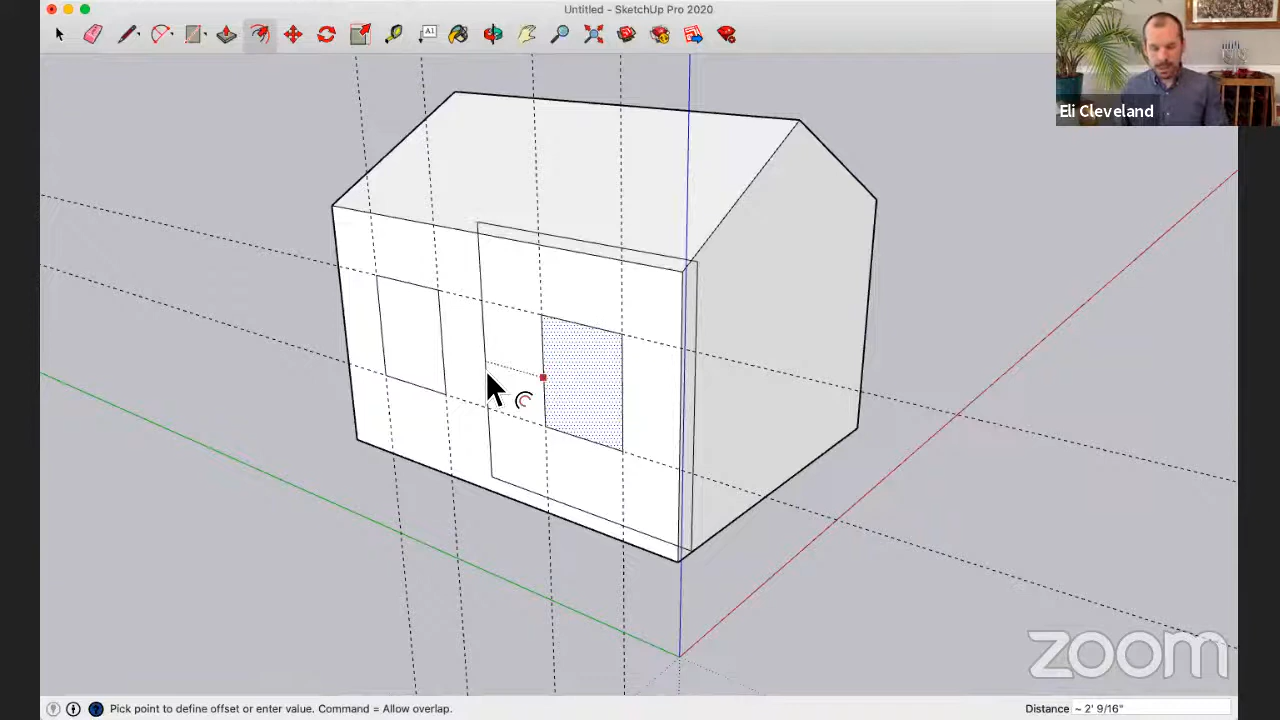 Untitled - SketchUp Pro 2020
A1
Eli Cleveland
zoom
Pick point to define offset or enter value. Command = Allow overlap.
Distance ~ 2' 9/16"